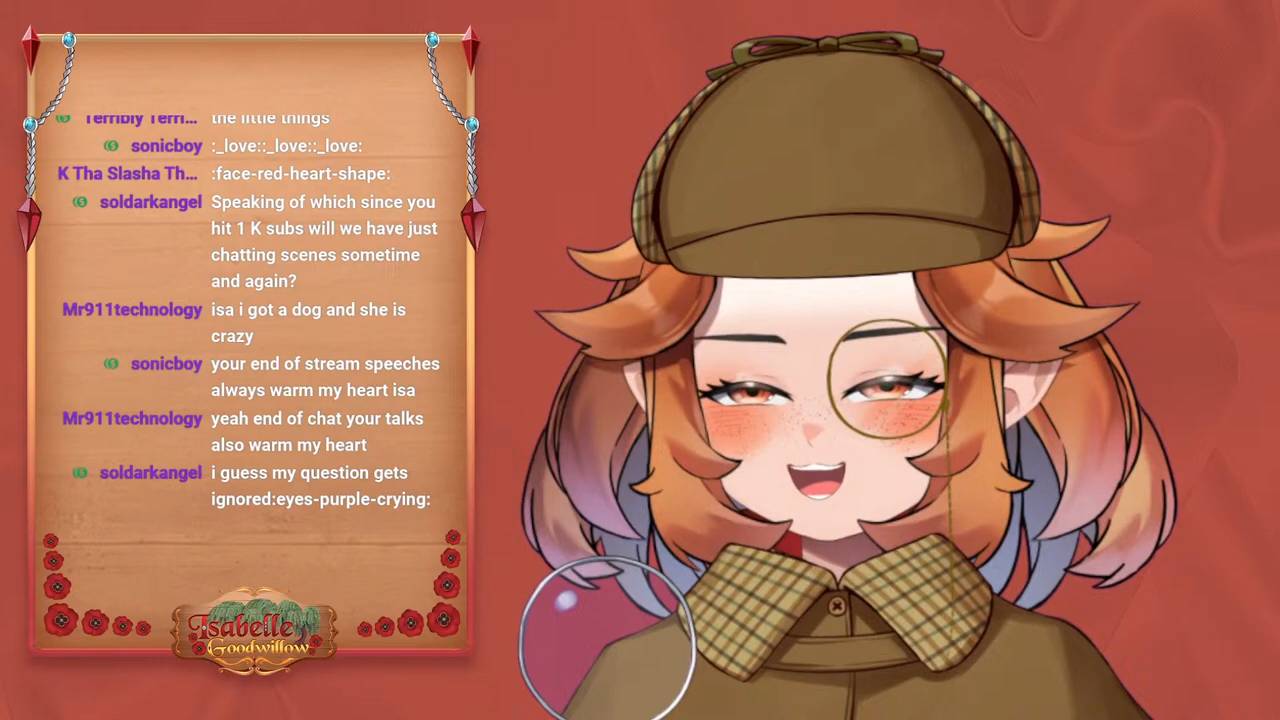 Terribly Terri... the little things
sonicboy :_love::_love::_love:
K Tha Slasha Th... :face-red-heart-shape:
soldarkangel Speaking of which since you
hit 1 K subs will we have just
chatting scenes sometime
and again?
Mr911technology isa i got a dog and she is
crazy
sonicboy your end of stream speeches
always warm my heart isa
Mr911technology yeah end of chat your talks
also warm my heart
soldarkangel i guess my question gets
ignored:eyes-purple-crying:
Isabelle
Goodwillow